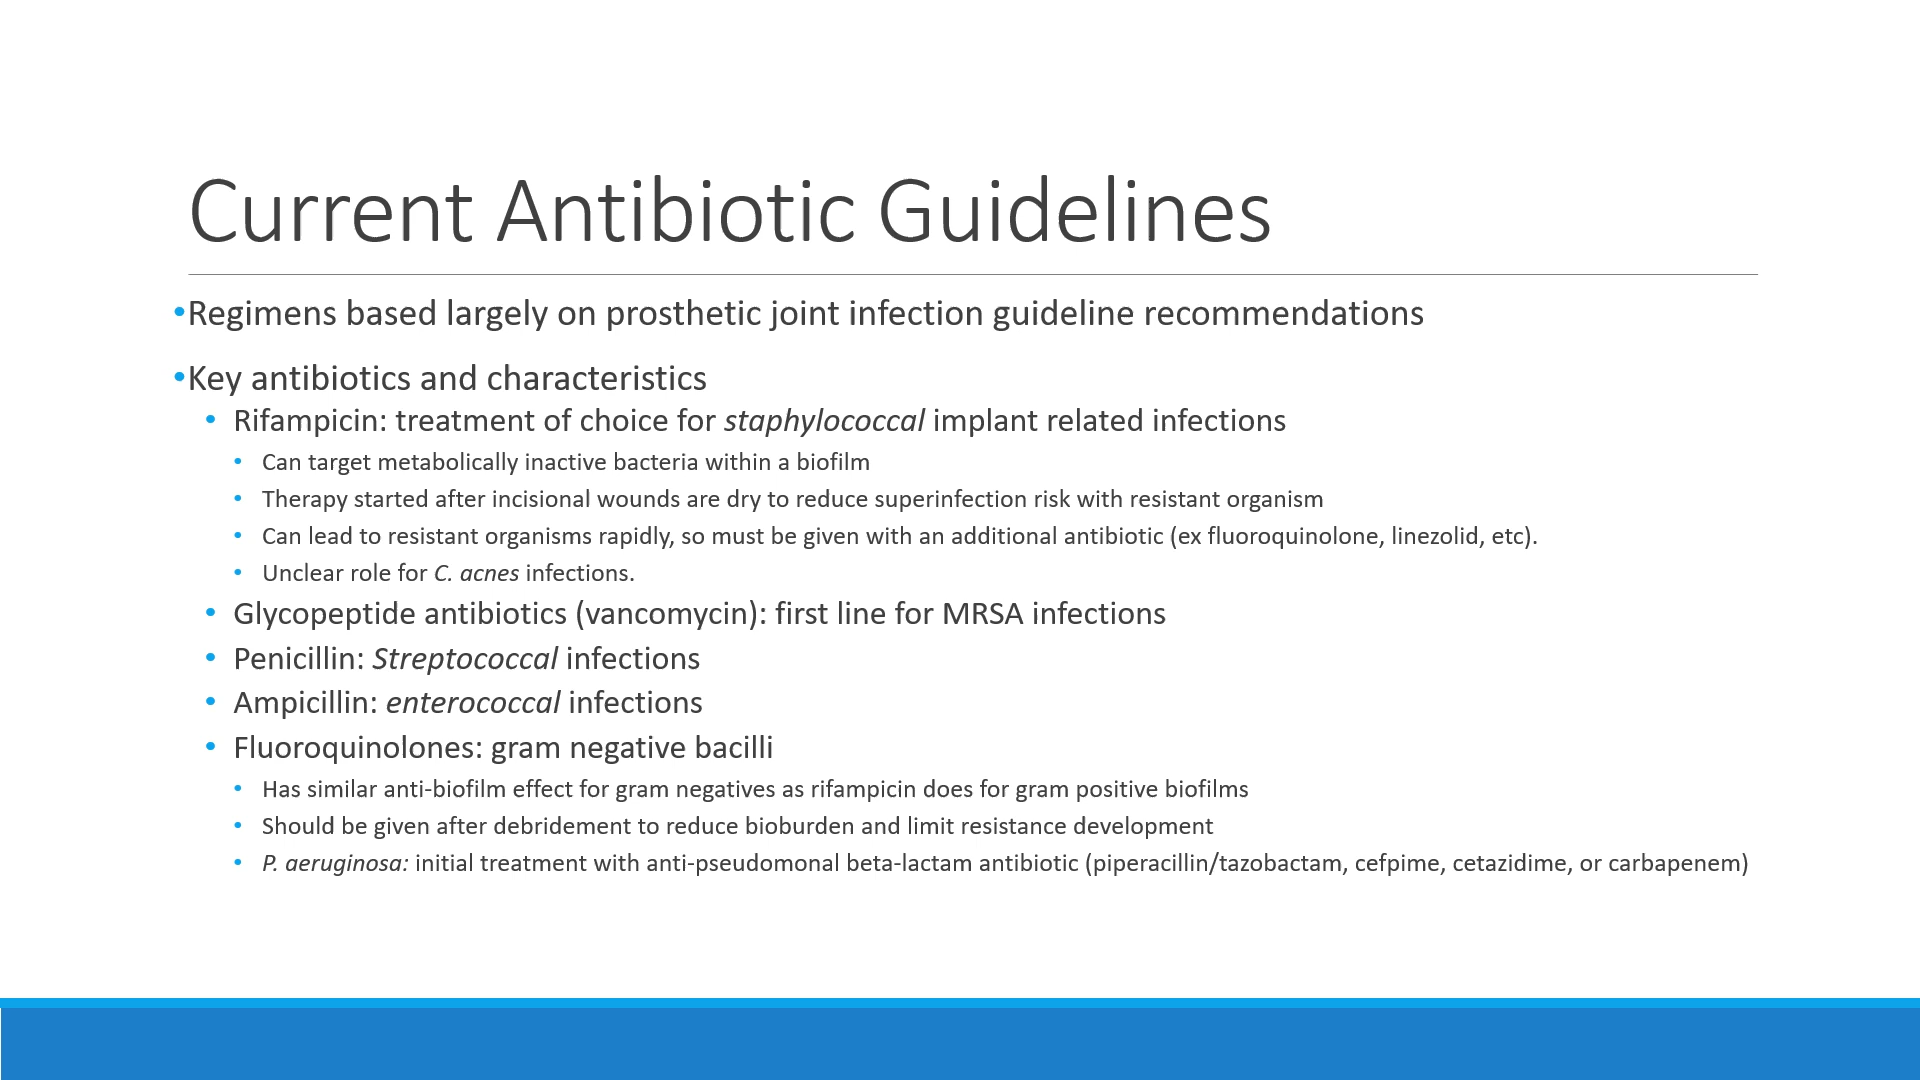 Current Antibiotic Guidelines
•Regimens based largely on prosthetic joint infection guideline recommendations
•Key antibiotics and characteristics
• Rifampicin: treatment of choice for staphylococcal implant related infections
• Can target metabolically inactive bacteria within a biofilm
• Therapy started after incisional wounds are dry to reduce superinfection risk with resistant organism
• Can lead to resistant organisms rapidly, so must be given with an additional antibiotic (ex fluoroquinolone, linezolid, etc).
• Unclear role for C. acnes infections.
• Glycopeptide antibiotics (vancomycin): first line for MRSA infections
• Penicillin: Streptococcal infections
• Ampicillin: enterococcal infections
• Fluoroquinolones: gram negative bacilli
• Has similar anti-biofilm effect for gram negatives as rifampicin does for gram positive biofilms
• Should be given after debridement to reduce bioburden and limit resistance development
• P. aeruginosa: initial treatment with anti-pseudomonal beta-lactam antibiotic (piperacillin/tazobactam, cefpime, cetazidime, or carbapenem)